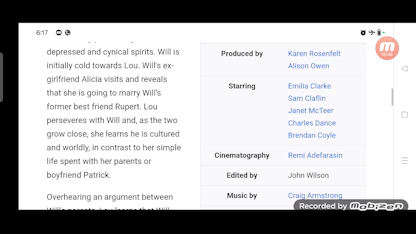 6:17
depressed and cynical spirits. Will is
initially cold towards Lou. Will's ex-
girlfriend Alicia visits and reveals
that she is going to marry Will's
former best friend Rupert. Lou
perseveres with Will and, as the two
grow close, she learns he is cultured
and worldly, in contrast to her simple
life spent with her parents or
boyfriend Patrick.
Overhearing an argument between
Produced by Karen Rosenfelt
Alison Owen
Starring Emilia Clarke
Sam Claflin
Janet McTeer
Charles Dance
Brendan Coyle
Cinematography Remi Adefarasin
Edited by John Wilson
Music by Craig Armstrong
Recorded by Mobizen